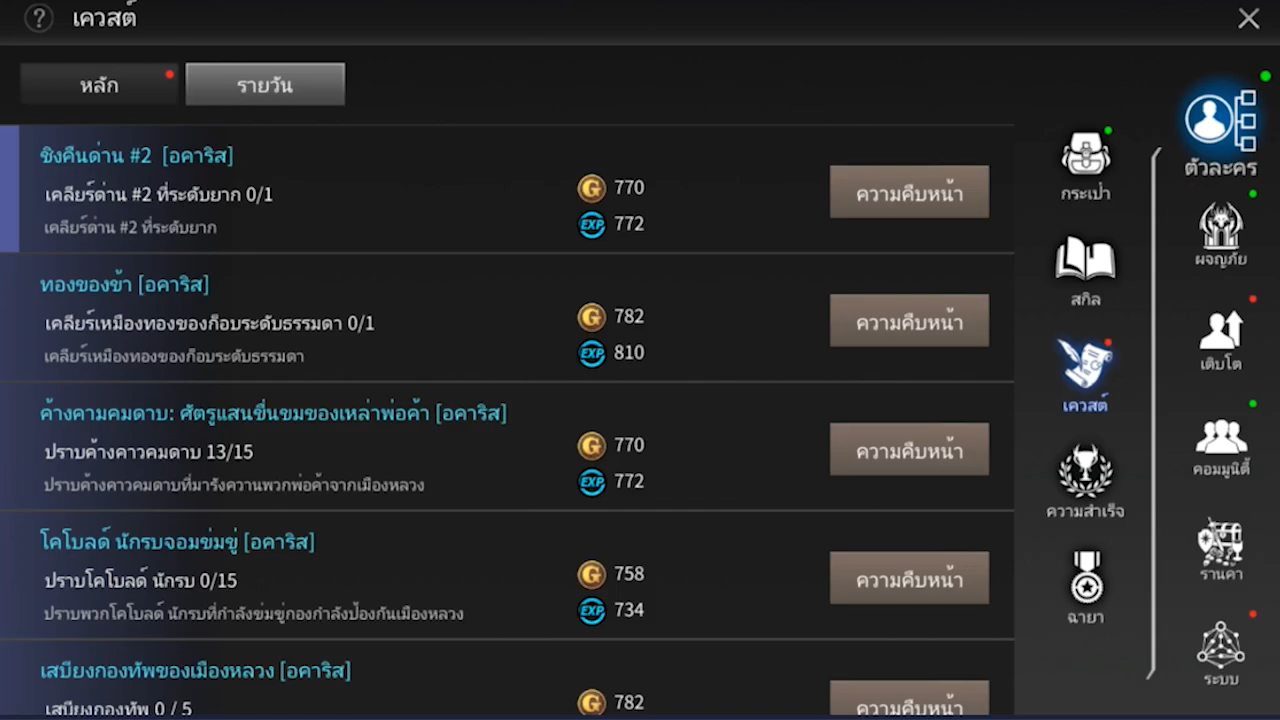 ? เควสต์
หลัก
รายวัน
ชิงคืนด่าน #2 [อคาริส]
เคลียร์ด่าน #2 ที่ระดับยาก 0/1
เคลียร์ด่าน #2 ที่ระดับยาก
G 770
EXP 772
ความคืบหน้า
ทองของข้า [อคาริส]
เคลียร์เหมืองทองของก็อบระดับธรรมดา 0/1
เคลียร์เหมืองทองของก็อบระดับธรรมดา
G 782
EXP 810
ความคืบหน้า
ค้างคามคมดาบ: ศัตรูแสนขื่นขมของเหล่าพ่อค้า [อคาริส]
ปราบค้างคาวคมดาบ 13/15
ปราบค้างคาวคมดาบที่มารังควานพวกพ่อค้าจากเมืองหลวง
G 770
EXP 772
ความคืบหน้า
โคโบลด์ นักรบจอมข่มขู่ [อคาริส]
ปราบโคโบลด์ นักรบ 0/15
ปราบพวกโคโบลด์ นักรบที่กำลังข่มขู่กองกำลังป้องกันเมืองหลวง
G 758
EXP 734
ความคืบหน้า
เสบียงกองทัพของเมืองหลวง [อคาริส]
เสบียงกองทัพ 0 / 5
G 782
ความคืบหน้า
กระเป๋า
สกิล
เควสต์
ความสำเร็จ
ฉายา
ตัวละคร
ผจญภัย
เติบโต
คอมมูนิตี้
รานคา
ระบบ